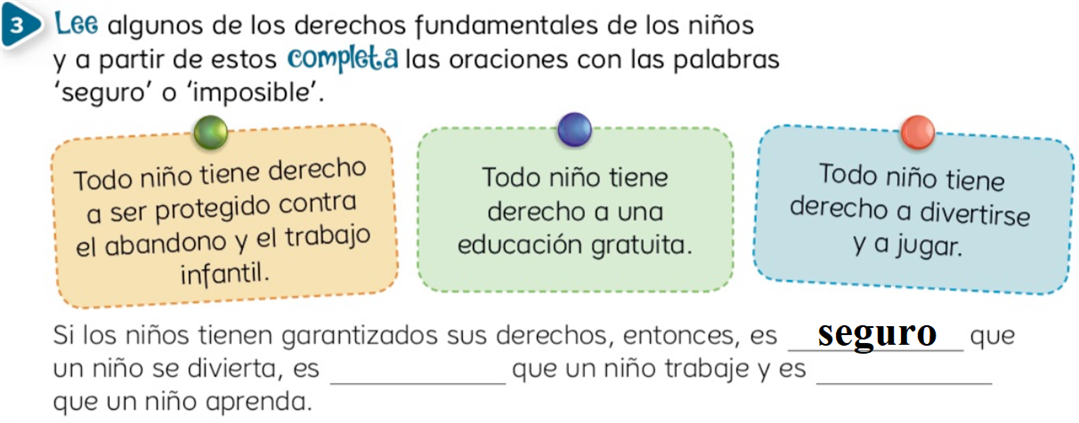 3 Lee algunos de los derechos fundamentales de los niños
y a partir de estos completa las oraciones con las palabras
‘seguro’ o ‘imposible’.
Todo niño tiene derecho
a ser protegido contra
el abandono y el trabajo
infantil.
Todo niño tiene
derecho a una
educación gratuita.
Todo niño tiene
derecho a divertirse
y a jugar.
Si los niños tienen garantizados sus derechos, entonces, es seguro que
un niño se divierta, es ____________ que un niño trabaje y es ____________
que un niño aprenda.